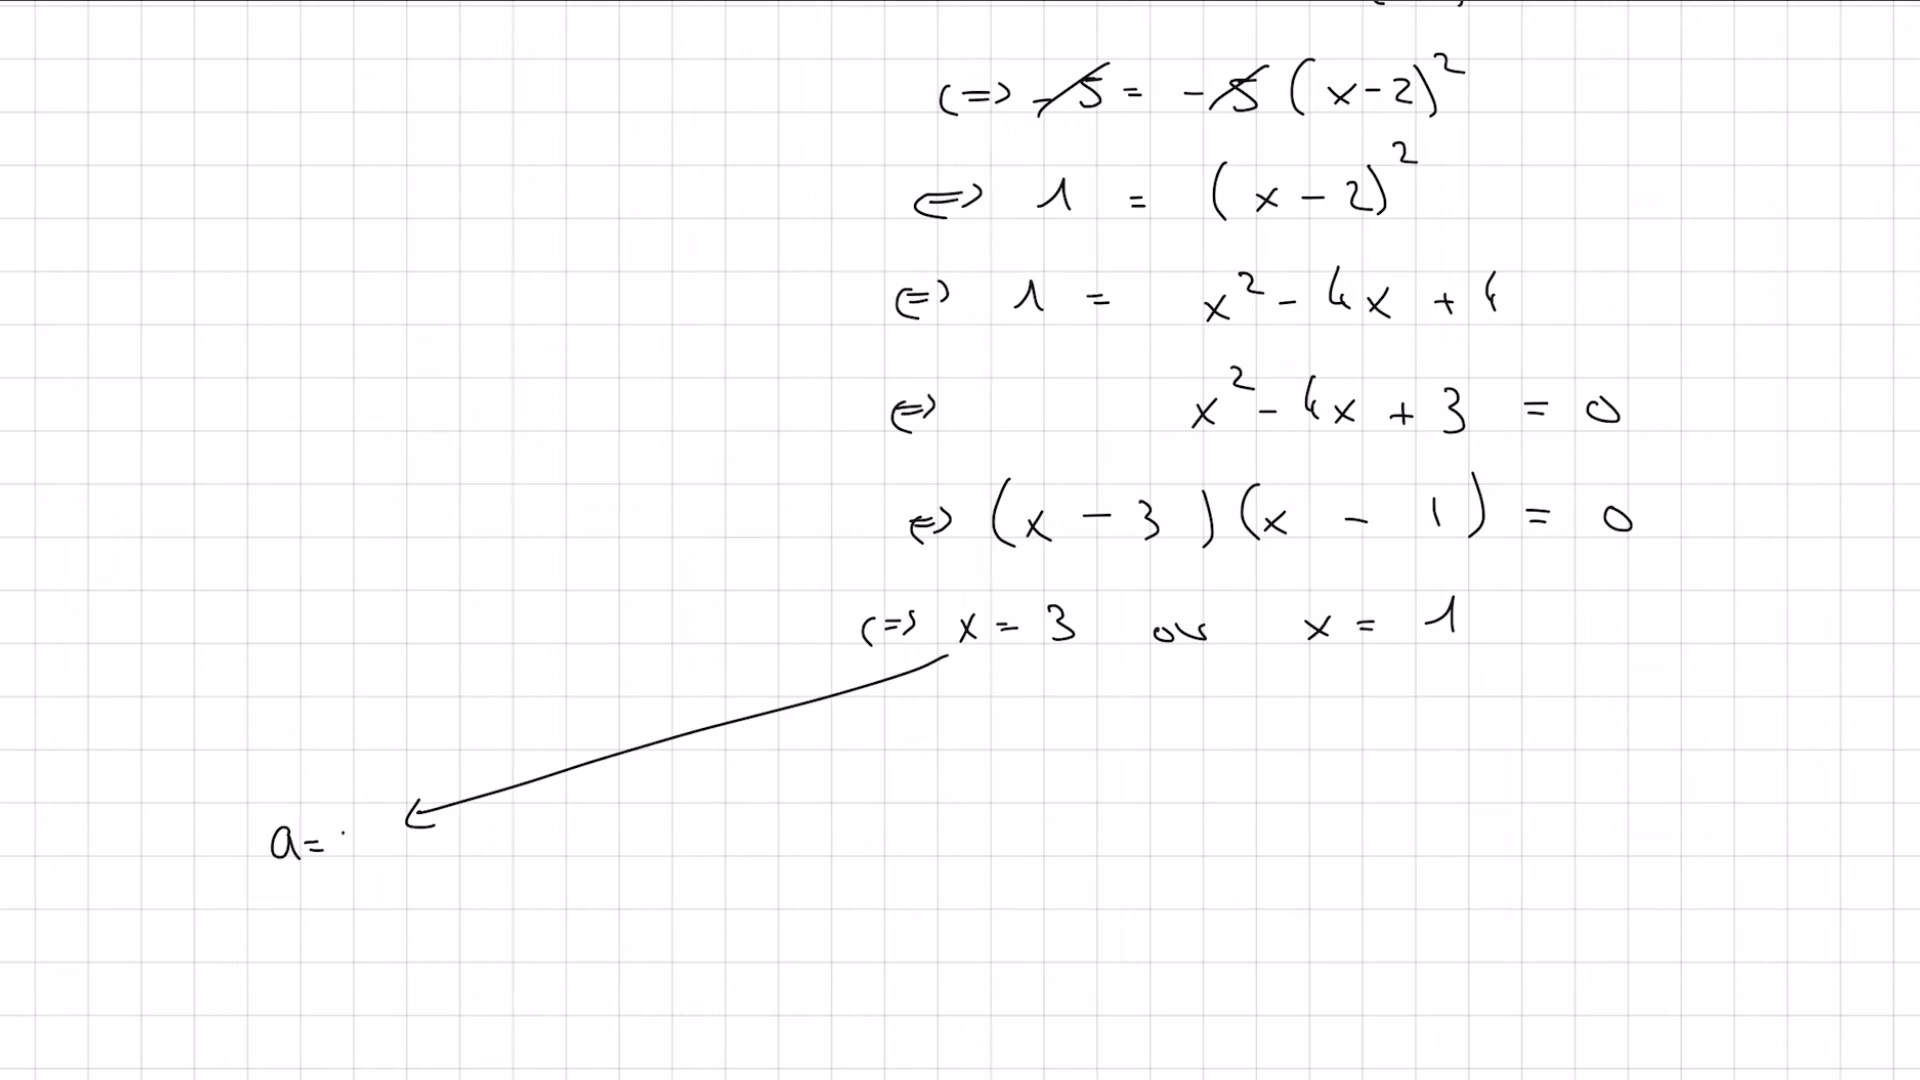 <=> -5 = -5 (x-2)²
<=> 1 = (x-2)²
<=> 1 = x² - 4x + 4
<=> x² - 4x + 3 = 0
<=> (x - 3)(x - 1) = 0
<=> x = 3 ou x = 1
a=